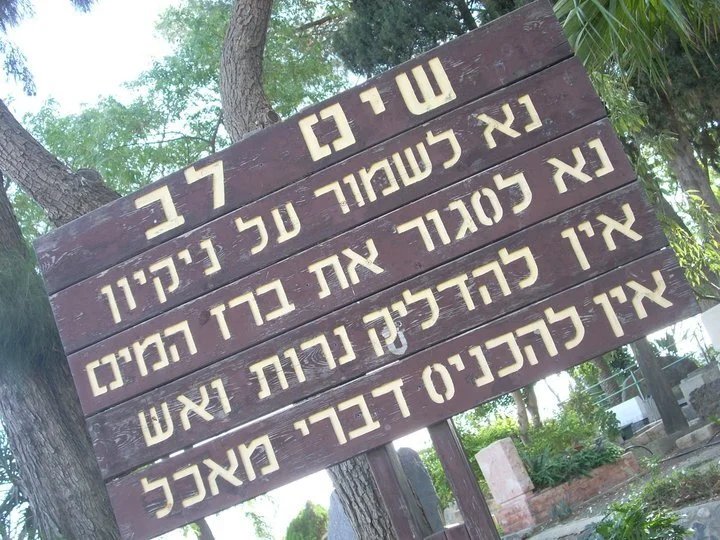 שים לב
נא לשמור על ניקיון
נא לסגור את ברז המים
אין להדליק נרות ואש
אין להכניס דברי מאכל